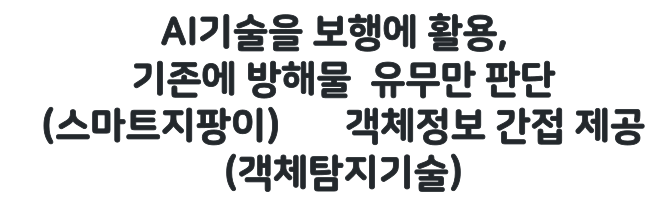 AI기술을 보행에 활용,
기존에 방해물 유무만 판단
(스마트지팡이) 객체정보 간접 제공
(객체탐지기술)